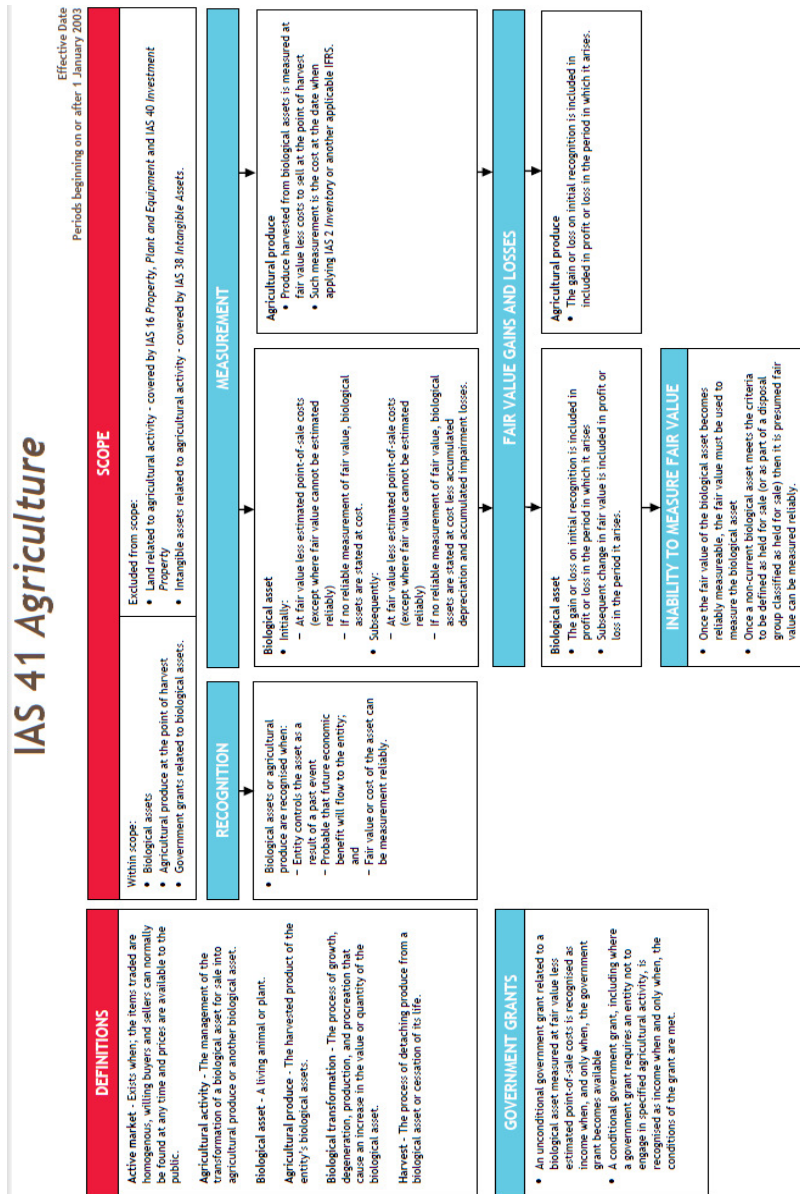 IAS 41 Agriculture
Effective Date
Periods beginning on or after 1 January 2003
DEFINITIONS
Active market - Exists when; the items traded are
homogenous, willing buyers and sellers can normally
be found at any time and prices are available to the
public.
Agricultural activity - The management of the
transformation of a biological asset for sale into
agricultural produce or another biological asset.
Biological asset - A living animal or plant.
Agricultural produce - The harvested product of the
entity's biological assets.
Biological transformation - The process of growth,
degeneration, production, and procreation that
cause an increase in the value or quantity of the
biological asset.
Harvest - The process of detaching produce from a
biological asset or cessation of its life.
SCOPE
Within scope:
• Biological assets
• Agricultural produce at the point of harvest
• Government grants related to biological assets.
Excluded from scope:
• Land related to agricultural activity - covered by IAS 16 Property, Plant and Equipment and IAS 40 Investment
Property
• Intangible assets related to agricultural activity - covered by IAS 38 Intangible Assets.
RECOGNITION
• Biological assets or agricultural
produce are recognised when:
– Entity controls the asset as a
result of a past event
– Probable that future economic
benefit will flow to the entity;
and
– Fair value or cost of the asset can
be measurement reliably.
MEASUREMENT
Biological asset
• Initially:
– At fair value less estimated point-of-sale costs
(except where fair value cannot be estimated
reliably)
– If no reliable measurement of fair value, biological
assets are stated at cost.
• Subsequently:
– At fair value less estimated point-of-sale costs
(except where fair value cannot be estimated
reliably)
– If no reliable measurement of fair value, biological
assets are stated at cost less accumulated
depreciation and accumulated impairment losses.
Agricultural produce
• Produce harvested from biological assets is measured at
fair value less costs to sell at the point of harvest
• Such measurement is the cost at the date when
applying IAS 2 Inventory or another applicable IFRS.
GOVERNMENT GRANTS
• An unconditional government grant related to a
biological asset measured at fair value less
estimated point-of-sale costs is recognised as
income when, and only when, the government
grant becomes available
• A conditional government grant, including where
a government grant requires an entity not to
engage in specified agricultural activity, is
recognised as income when and only when, the
conditions of the grant are met.
FAIR VALUE GAINS AND LOSSES
Biological asset
• The gain or loss on initial recognition is included in
profit or loss in the period in which it arises
• Subsequent change in fair value is included in profit or
loss in the period it arises.
Agricultural produce
• The gain or loss on initial recognition is included in
included in profit or loss in the period in which it arises.
INABILITY TO MEASURE FAIR VALUE
• Once the fair value of the biological asset becomes
reliably measureable, the fair value must be used to
measure the biological asset
• Once a non-current biological asset meets the criteria
to be defined as held for sale (or as part of a disposal
group classified as held for sale) then it is presumed fair
value can be measured reliably.